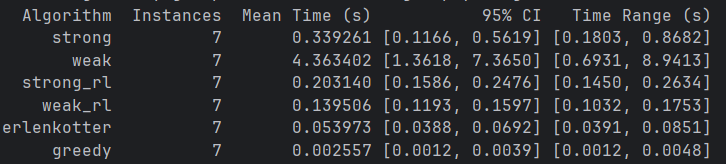 Algorithm Instances Mean Time (s) 95% CI Time Range (s)
strong 7 0.339261 [0.1166, 0.5619] [0.1803, 0.8682]
weak 7 4.363402 [1.3618, 7.3650] [0.6931, 8.9413]
strong_rl 7 0.203140 [0.1586, 0.2476] [0.1450, 0.2634]
weak_rl 7 0.139506 [0.1193, 0.1597] [0.1032, 0.1753]
erlenkotter 7 0.053973 [0.0388, 0.0692] [0.0391, 0.0851]
greedy 7 0.002557 [0.0012, 0.0039] [0.0012, 0.0048]